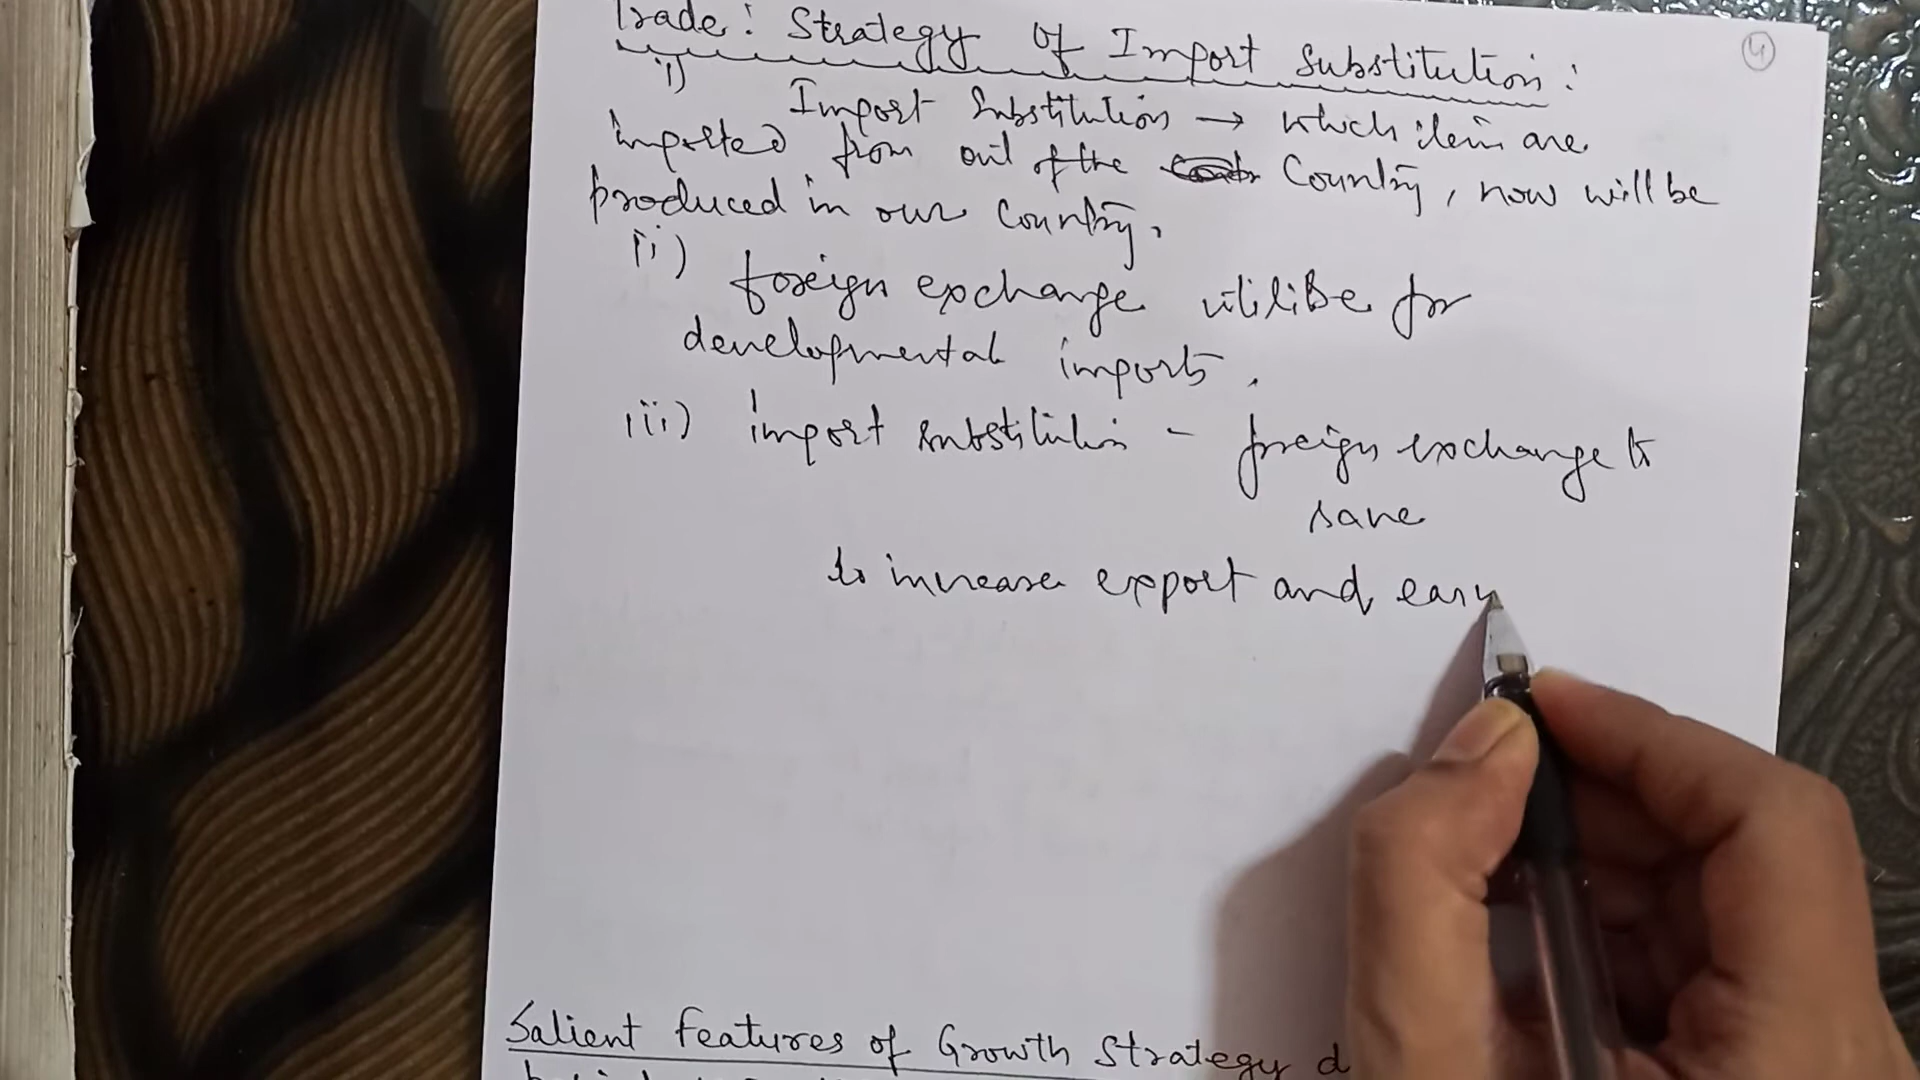 Trade: Strategy of Import Substitution:
4
i) Import Substitution → which item are
imported from out of the Country, now will be
produced in our Country.
ii) foreign exchange utilise for
developmental imports.
iii) import substitution - foreign exchange to
save
to increase export and earn
Salient features of Growth Strategy d